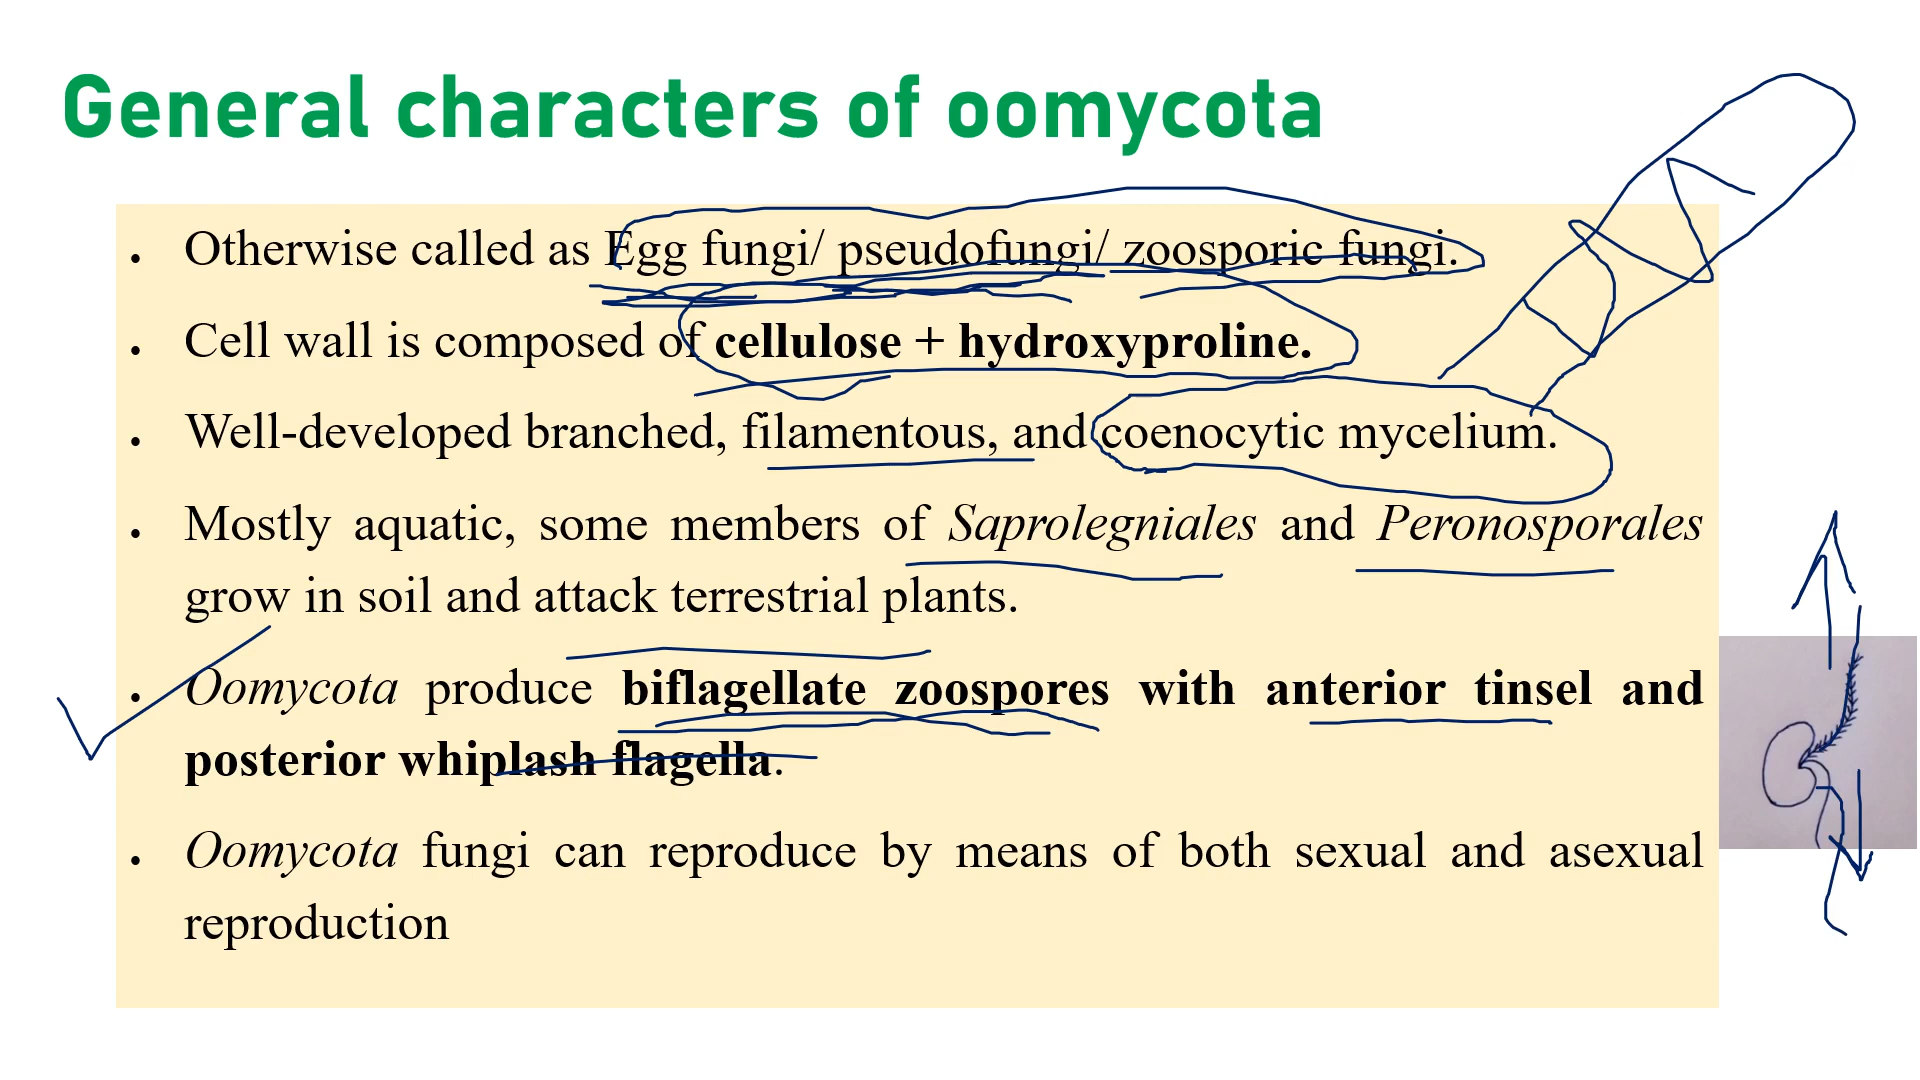 General characters of oomycota
• Otherwise called as Egg fungi/ pseudofungi/ zoosporic fungi.
• Cell wall is composed of cellulose + hydroxyproline.
• Well-developed branched, filamentous, and coenocytic mycelium.
• Mostly aquatic, some members of Saprolegniales and Peronosporales
grow in soil and attack terrestrial plants.
• Oomycota produce biflagellate zoospores with anterior tinsel and
posterior whiplash flagella.
• Oomycota fungi can reproduce by means of both sexual and asexual
reproduction